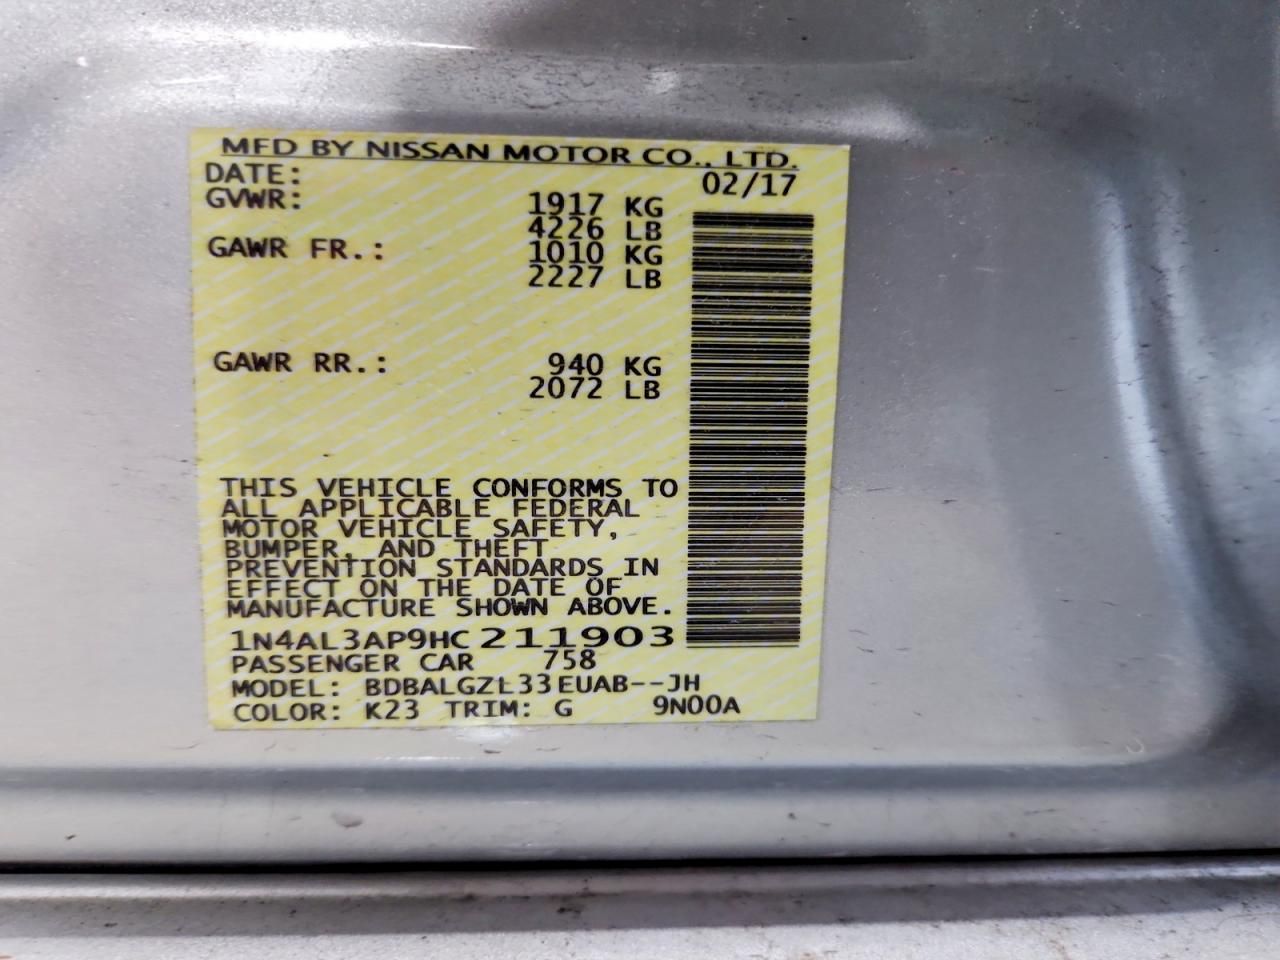 MFD BY NISSAN MOTOR CO., LTD.
DATE: 02/17
GVWR: 1917 KG
4226 LB
GAWR FR.: 1010 KG
2227 LB
GAWR RR.: 940 KG
2072 LB
THIS VEHICLE CONFORMS TO
ALL APPLICABLE FEDERAL
MOTOR VEHICLE SAFETY,
BUMPER, AND THEFT
PREVENTION STANDARDS IN
EFFECT ON THE DATE OF
MANUFACTURE SHOWN ABOVE.
1N4AL3AP9HC211903
PASSENGER CAR 758
MODEL: BDBALGZL33EUAB--JH
COLOR: K23 TRIM: G 9N00A